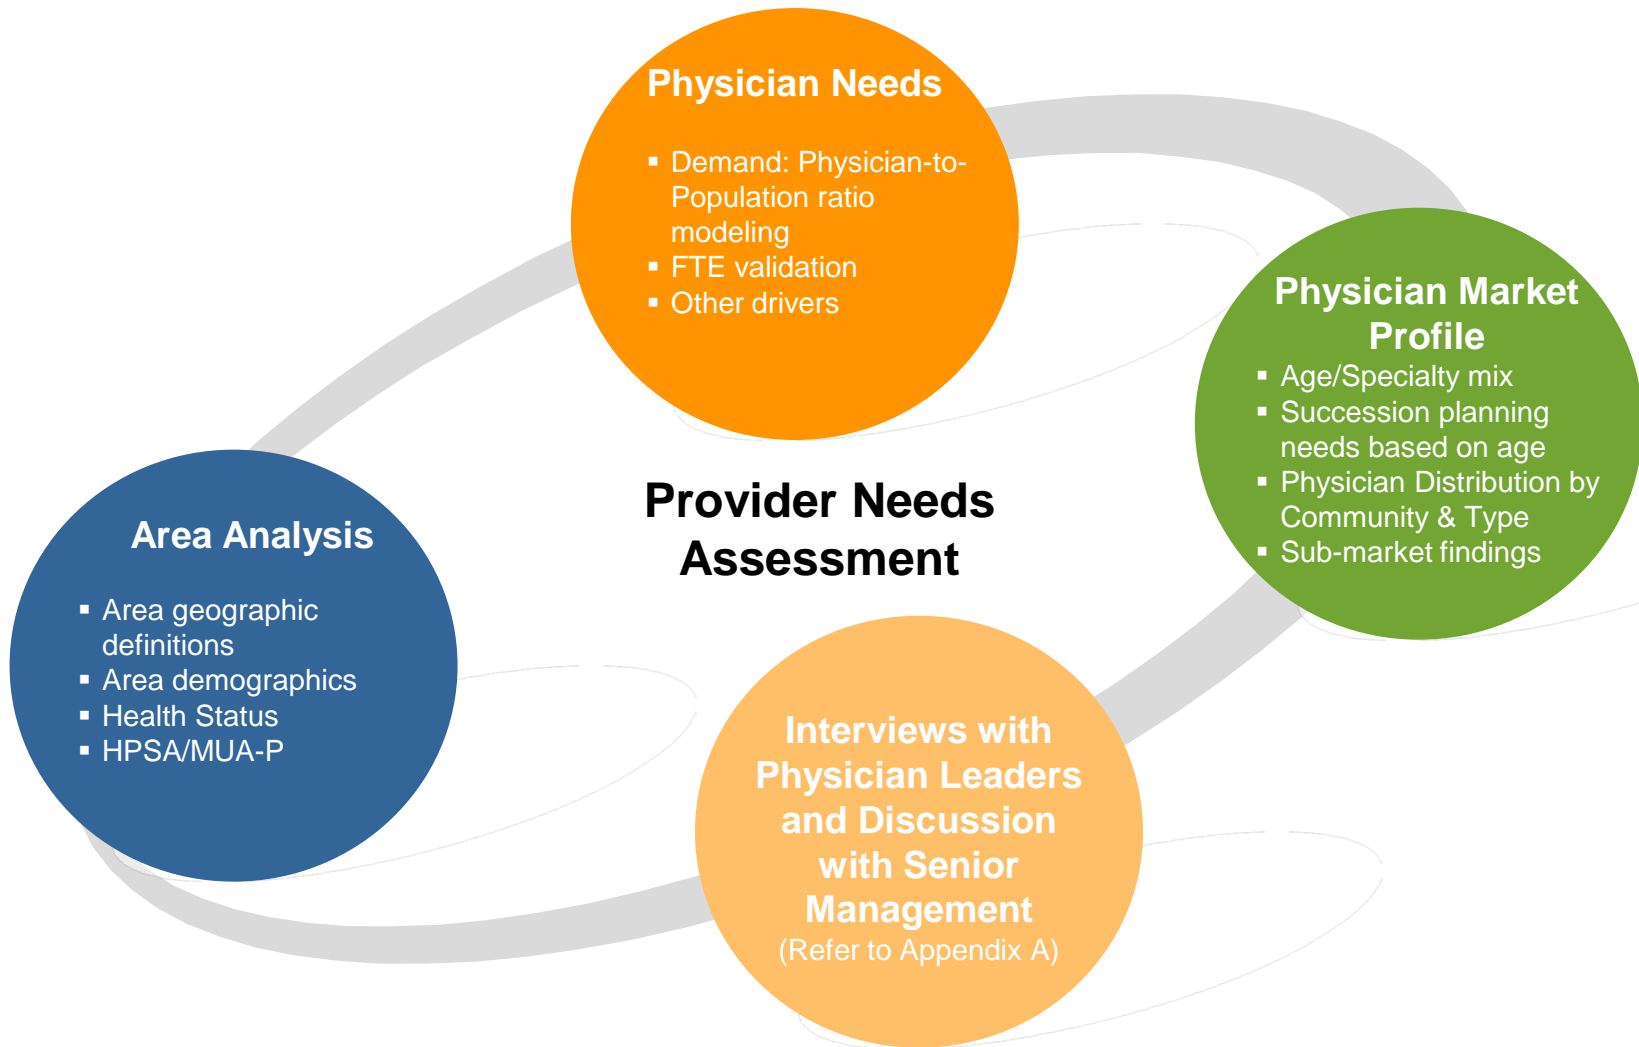 Physician Needs
▪ Demand: Physician-to-
Population ratio
modeling
▪ FTE validation
▪ Other drivers
Physician Market
Profile
▪ Age/Specialty mix
▪ Succession planning
needs based on age
▪ Physician Distribution by
Community & Type
▪ Sub-market findings
Provider Needs
Assessment
Area Analysis
▪ Area geographic
definitions
▪ Area demographics
▪ Health Status
▪ HPSA/MUA-P
Interviews with
Physician Leaders
and Discussion
with Senior
Management
(Refer to Appendix A)